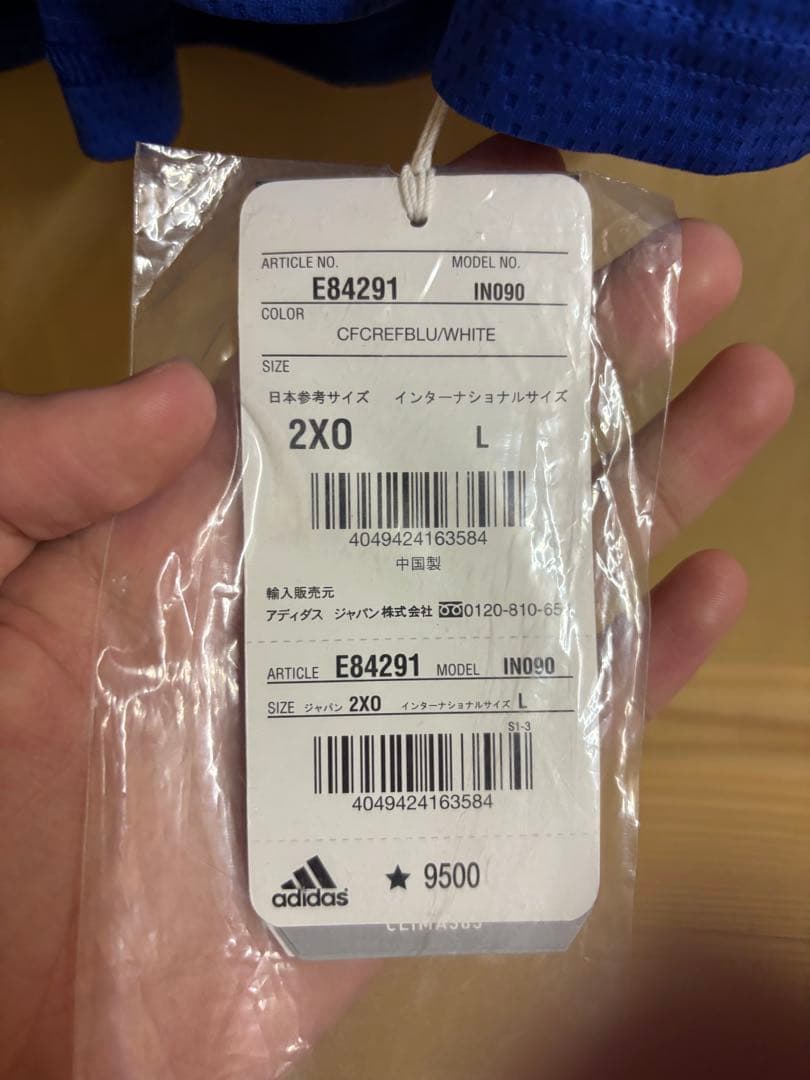 ARTICLE NO. MODEL NO.
E84291 IN090
COLOR
CFCREFBLU/WHITE
SIZE
日本参考サイズ インターナショナルサイズ
2XO L
4049424163584
中国製
輸入販売元
アディダス ジャパン株式会社 0120-810-65
ARTICLE E84291 MODEL IN090
SIZE ジャパン 2XO インターナショナルサイズ L
S1-3
4049424163584
adidas ★ 9500